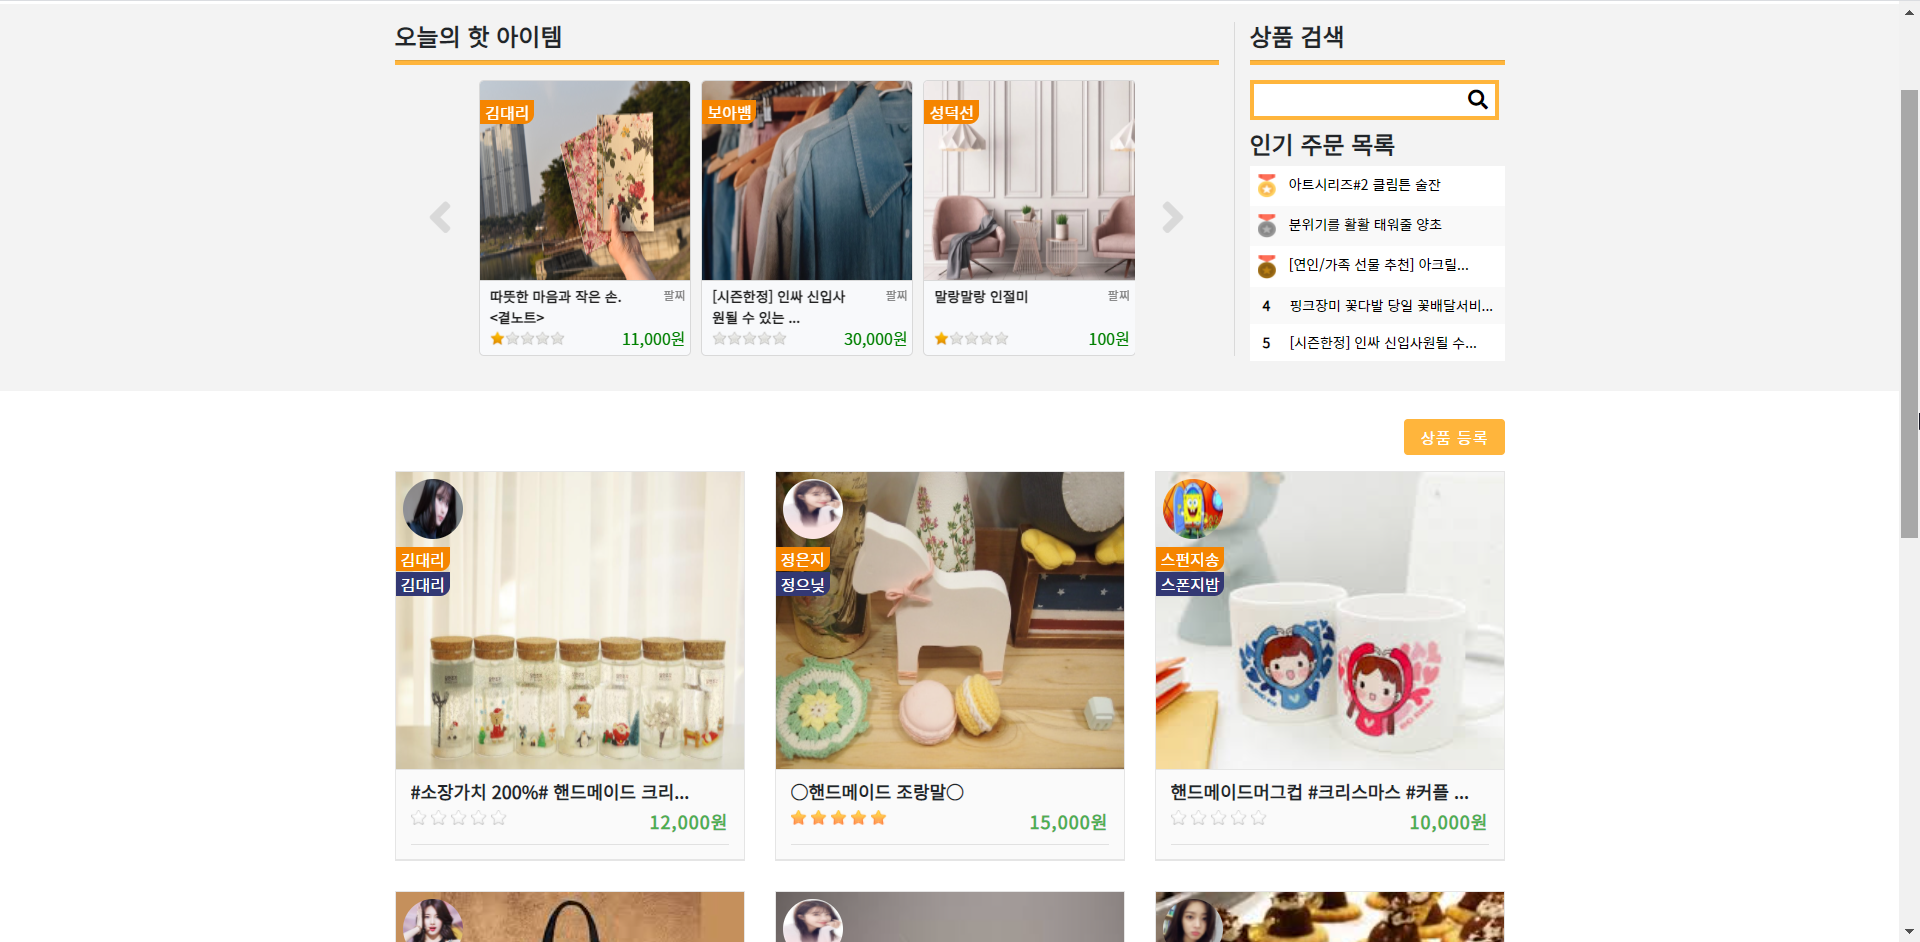 오늘의 핫 아이템
김대리
따뜻한 마음과 작은 손.
<곁노트>
팔찌
11,000원
보아뱀
[시즌한정] 인싸 신입사
원될 수 있는 ...
팔찌
30,000원
성덕선
말랑말랑 인절미
팔찌
100원
상품 검색
인기 주문 목록
아트시리즈#2 클림튼 술잔
분위기를 활활 태워줄 양초
[연인/가족 선물 추천] 아크릴...
4 핑크장미 꽃다발 당일 꽃배달서비...
5 [시즌한정] 인싸 신입사원될 수...
상품 등록
김대리
김대리
#소장가치 200%# 핸드메이드 크리...
12,000원
정은지
정으닞
〇핸드메이드 조랑말〇
15,000원
스펀지송
스폰지밥
핸드메이드머그컵 #크리스마스 #커플 ...
10,000원